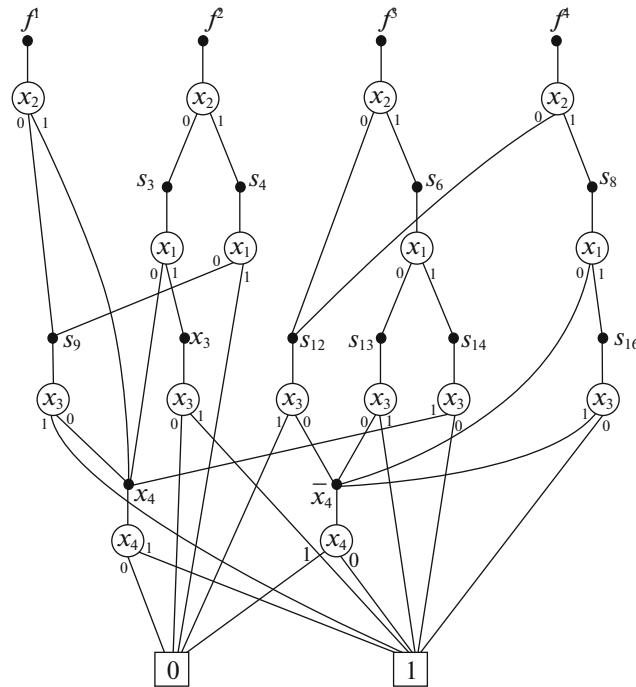 f¹ f² f³ f⁴
x₂ x₂ x₂ x₂
0 1 0 1 0 1 0 1
s₃ s₄ s₆ s₈
x₁ x₁ x₁ x₁
0 1 0 1 0 1 0 1
s₉ x₃ s₁₂ s₁₃ s₁₄ s₁₆
x₃ x₃ x₃ x₃ x₃ x₃
1 0 0 1 1 0 0 1 1 0 1 0
x₄ x̅₄
x₄ x₄
0 1 1 0
0 1